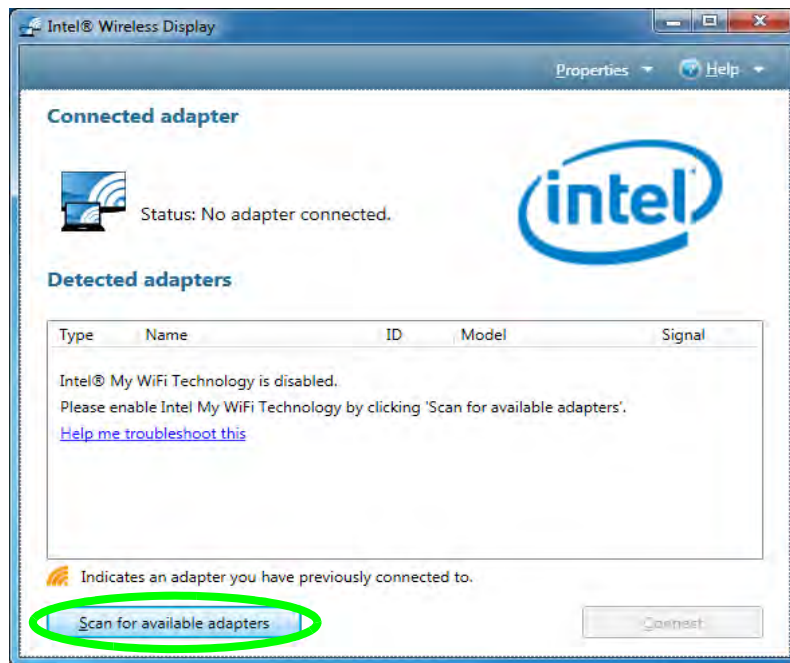 Intel® Wireless Display
Properties Help
Connected adapter
intel
Status: No adapter connected.
Detected adapters
Type Name ID Model Signal
Intel® My WiFi Technology is disabled.
Please enable Intel My WiFi Technology by clicking 'Scan for available adapters'.
Help me troubleshoot this
Indicates an adapter you have previously connected to.
Scan for available adapters Connect